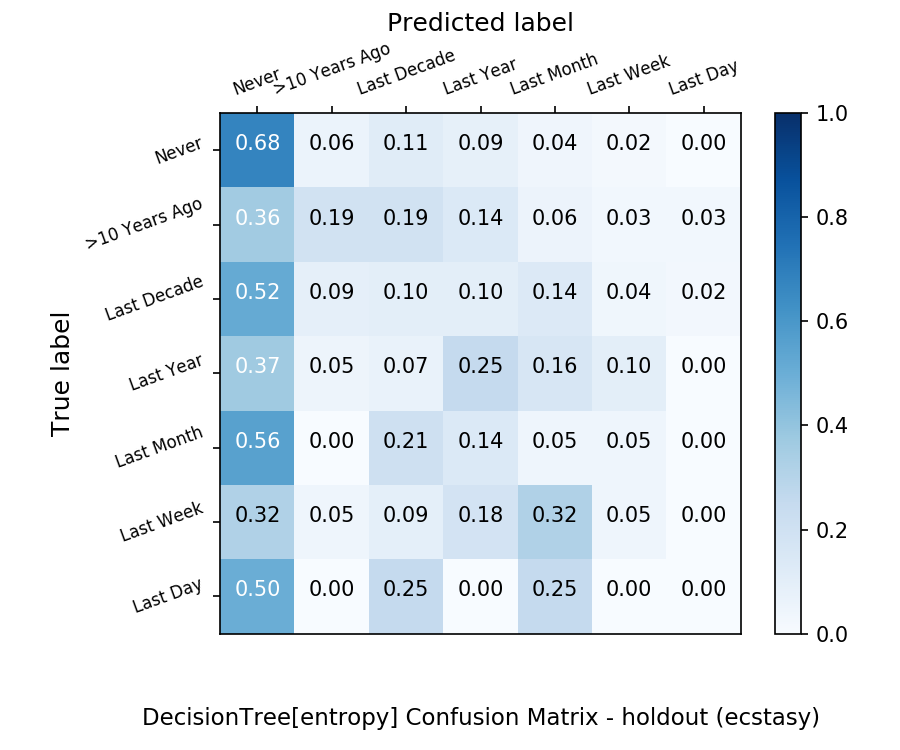 Predicted label
Never >10 Years Ago Last Decade Last Year Last Month Last Week Last Day
Never 0.68 0.06 0.11 0.09 0.04 0.02 0.00
>10 Years Ago 0.36 0.19 0.19 0.14 0.06 0.03 0.03
Last Decade 0.52 0.09 0.10 0.10 0.14 0.04 0.02
Last Year 0.37 0.05 0.07 0.25 0.16 0.10 0.00
Last Month 0.56 0.00 0.21 0.14 0.05 0.05 0.00
Last Week 0.32 0.05 0.09 0.18 0.32 0.05 0.00
Last Day 0.50 0.00 0.25 0.00 0.25 0.00 0.00
True label
1.0
0.8
0.6
0.4
0.2
0.0
DecisionTree[entropy] Confusion Matrix - holdout (ecstasy)